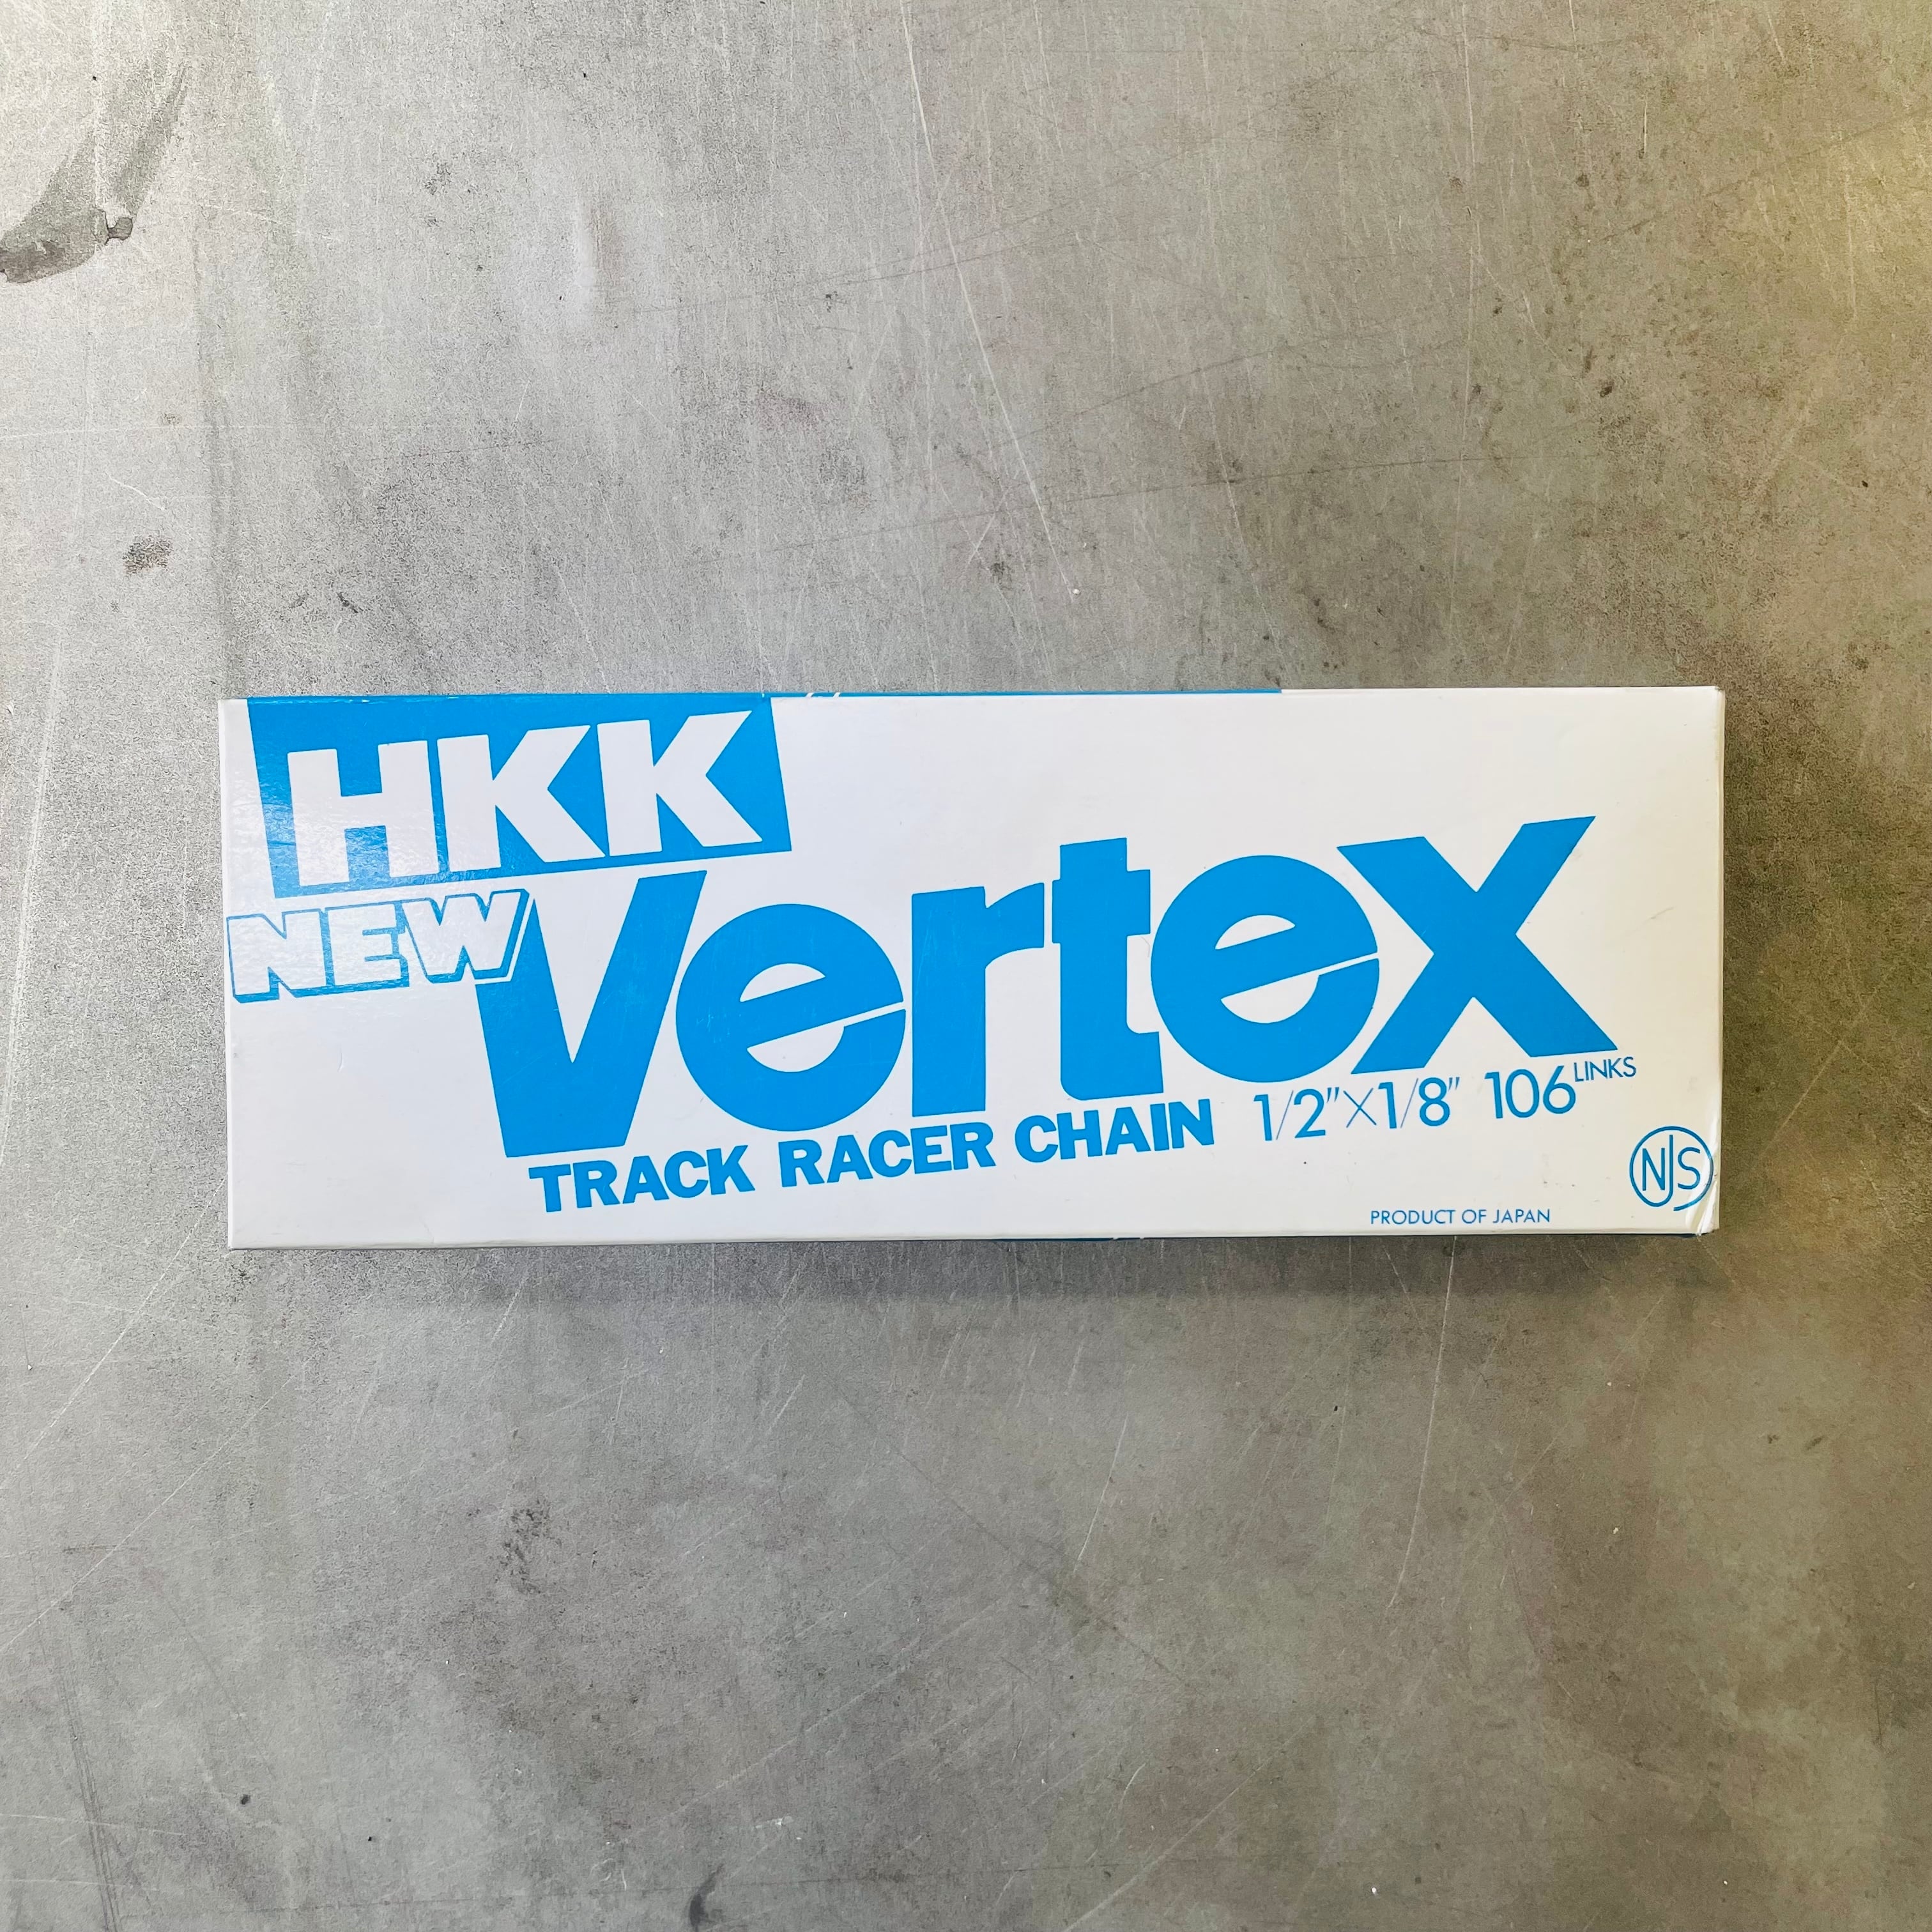 HKK
NEW Vertex
TRACK RACER CHAIN 1/2"×1/8" 106 LINKS
NJS
PRODUCT OF JAPAN